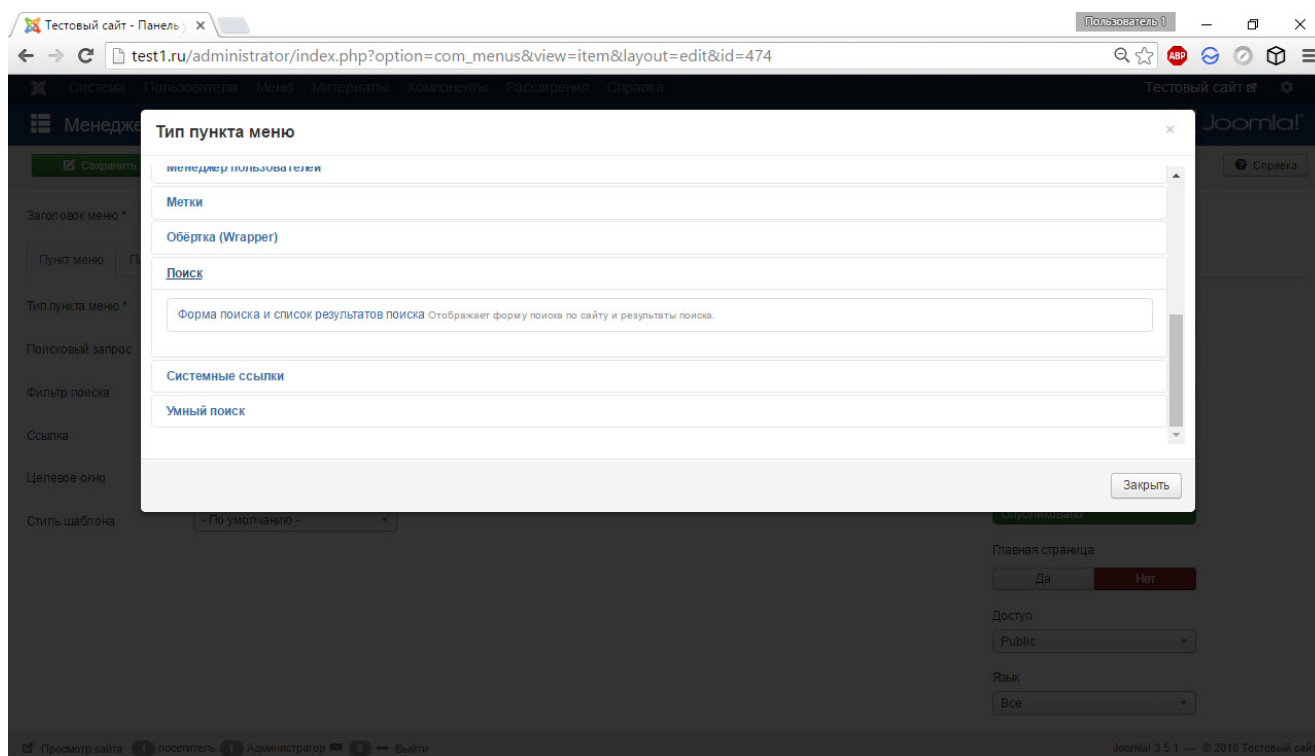 Тестовый сайт - Панель у
Пользователь 1
test1.ru/administrator/index.php?option=com_menus&view=item&layout=edit&id=474
ABP
Система Пользователи Меню Материалы Компоненты Расширения Справка Тестовый сайт
Менедже
Joomla!
Тип пункта меню
×
Сохранить
Справка
Менеджер пользователей
Метки
Заголовок меню *
Обёртка (Wrapper)
Пункт меню
Поиск
Тип пункта меню *
Форма поиска и список результатов поиска Отображает форму поиска по сайту и результаты поиска.
Поисковый запрос
Системные ссылки
Фильтр поиска
Умный поиск
Ссылка
Целевое окно
Закрыть
Стиль шаблона
- По умолчанию -
Опубликовано
Главная страница
Да Нет
Доступ
Public
Язык
Все
Просмотр сайта 1 посетитель 1 Администратор 0 Выйти
Joomla! 3.5.1 — © 2016 Тестовый сайт